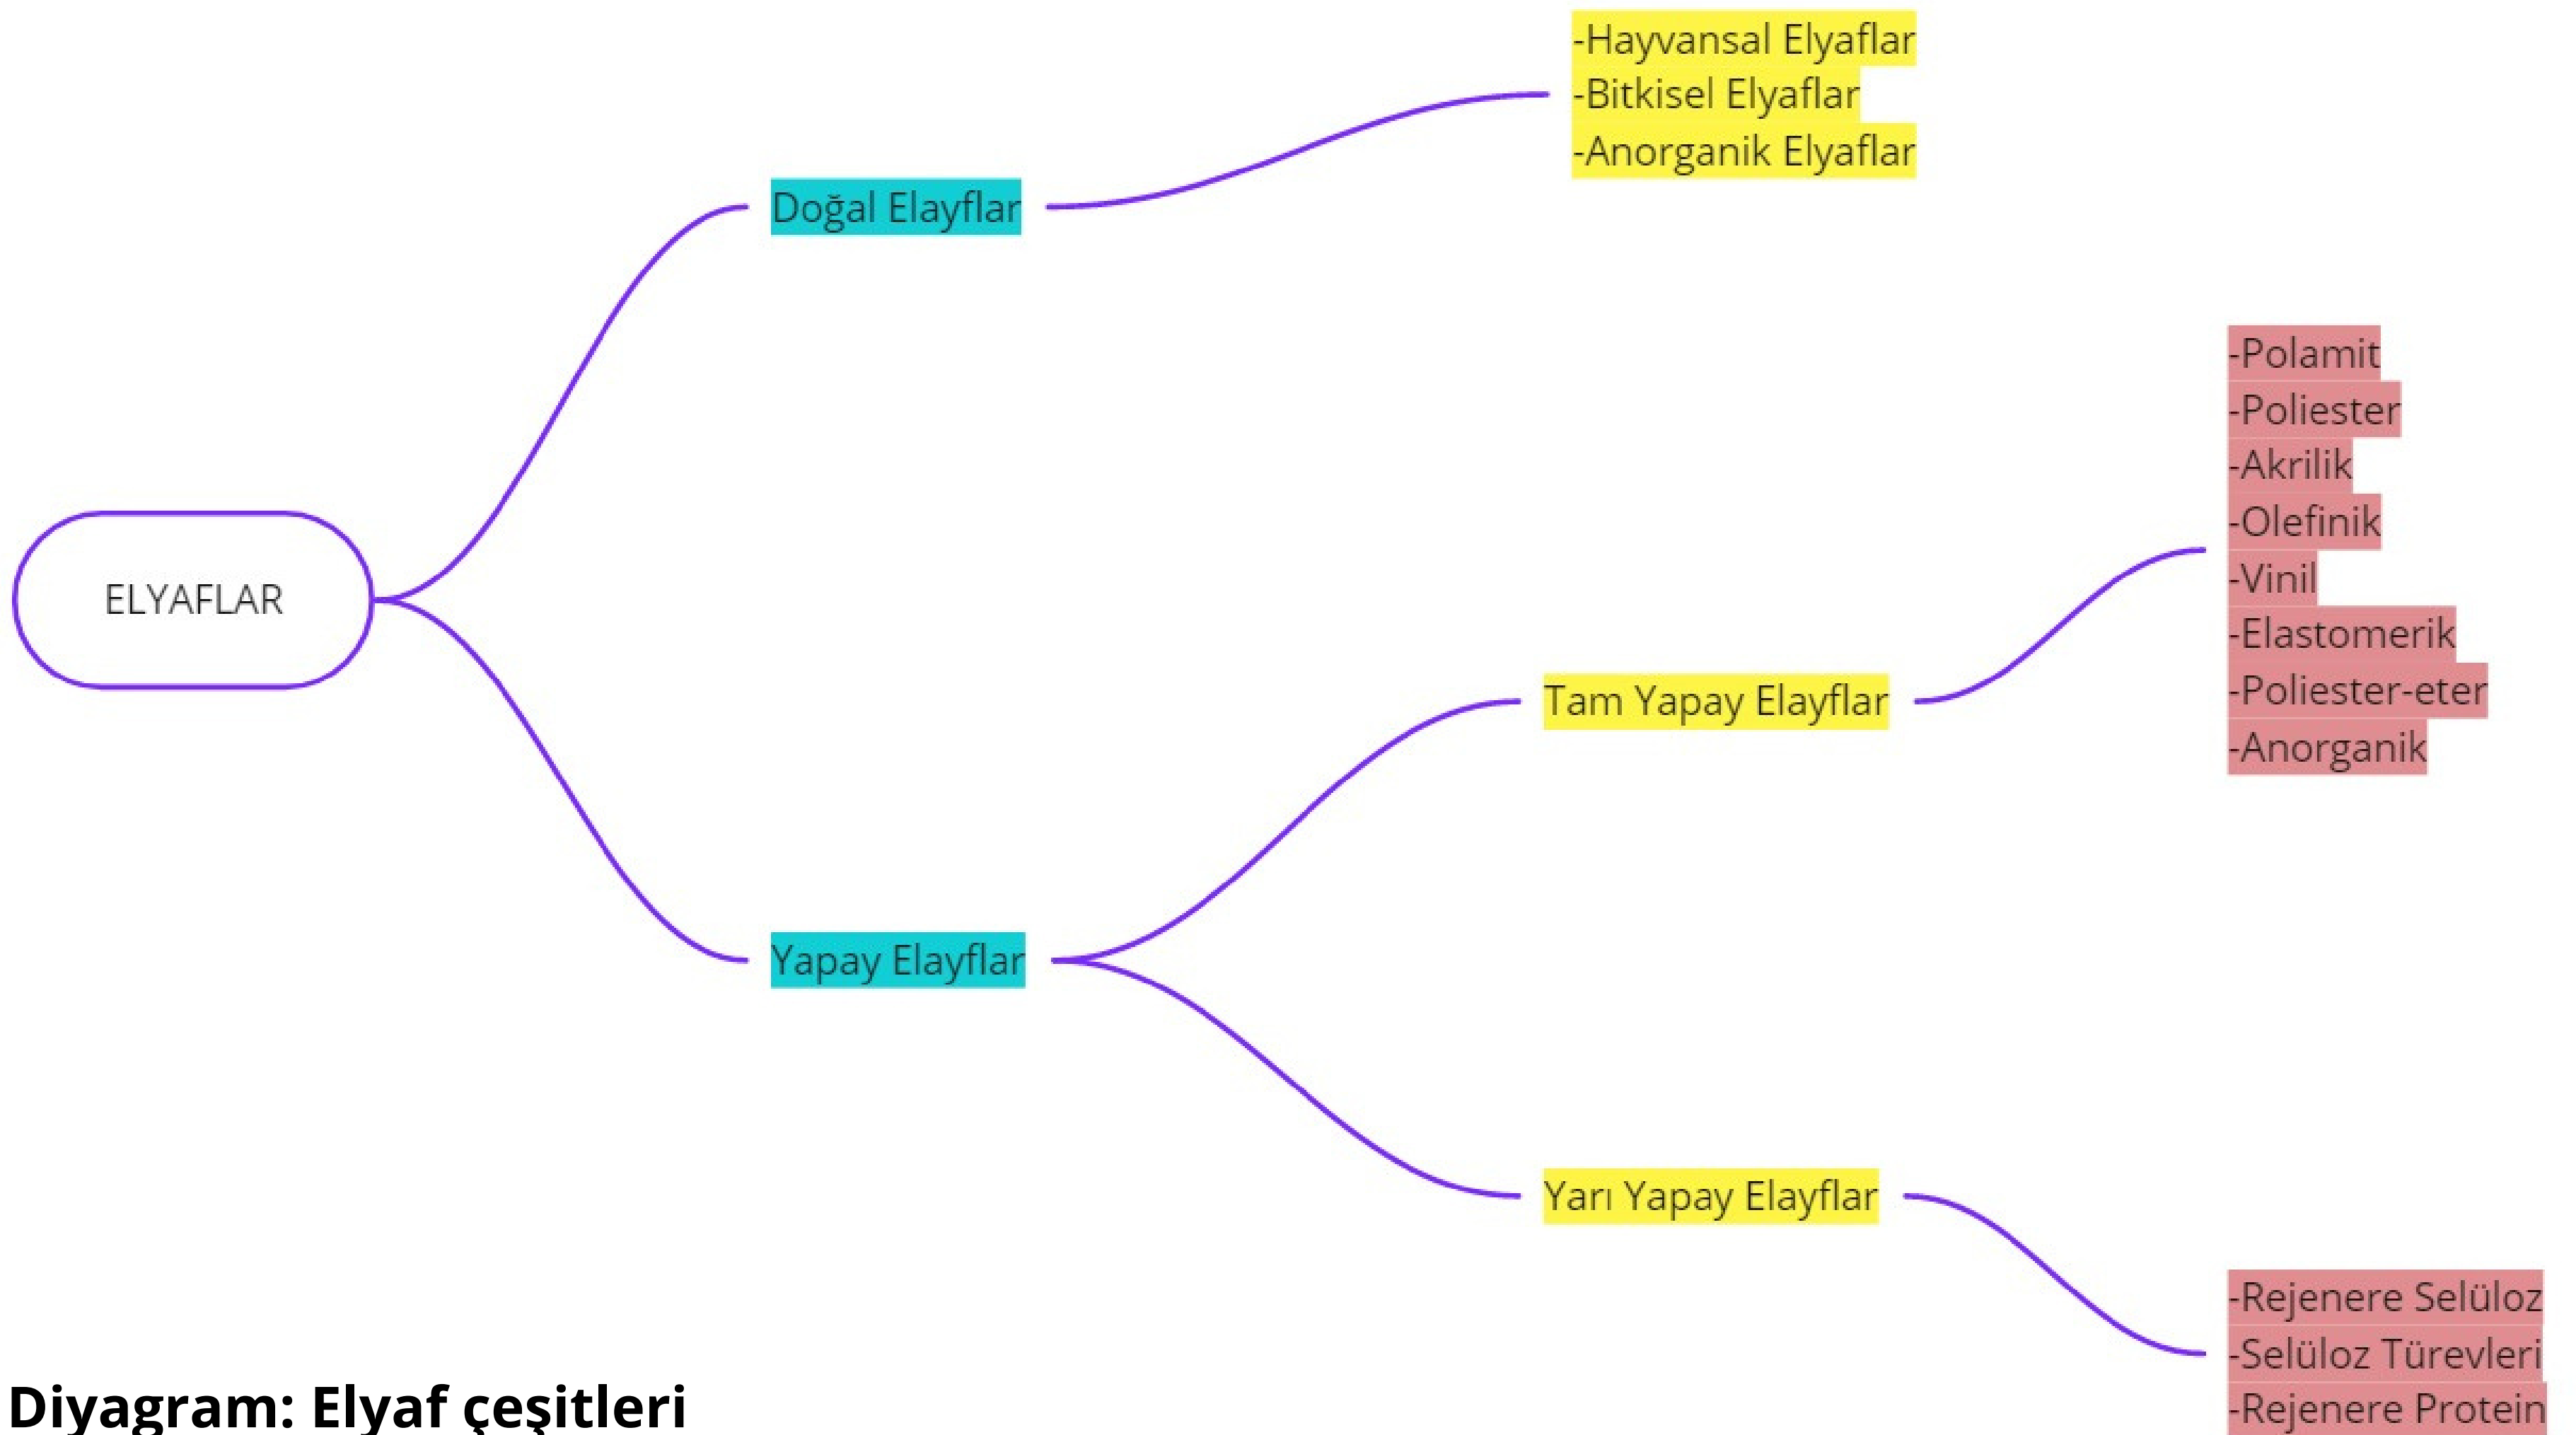 ELYAFLAR
Doğal Elayflar
-Hayvansal Elyaflar
-Bitkisel Elyaflar
-Anorganik Elyaflar
Yapay Elayflar
Tam Yapay Elayflar
-Polamit
-Poliester
-Akrilik
-Olefinik
-Vinil
-Elastomerik
-Poliester-eter
-Anorganik
Yarı Yapay Elayflar
-Rejenere Selüloz
-Selüloz Türevleri
-Rejenere Protein
Diyagram: Elyaf çeşitleri